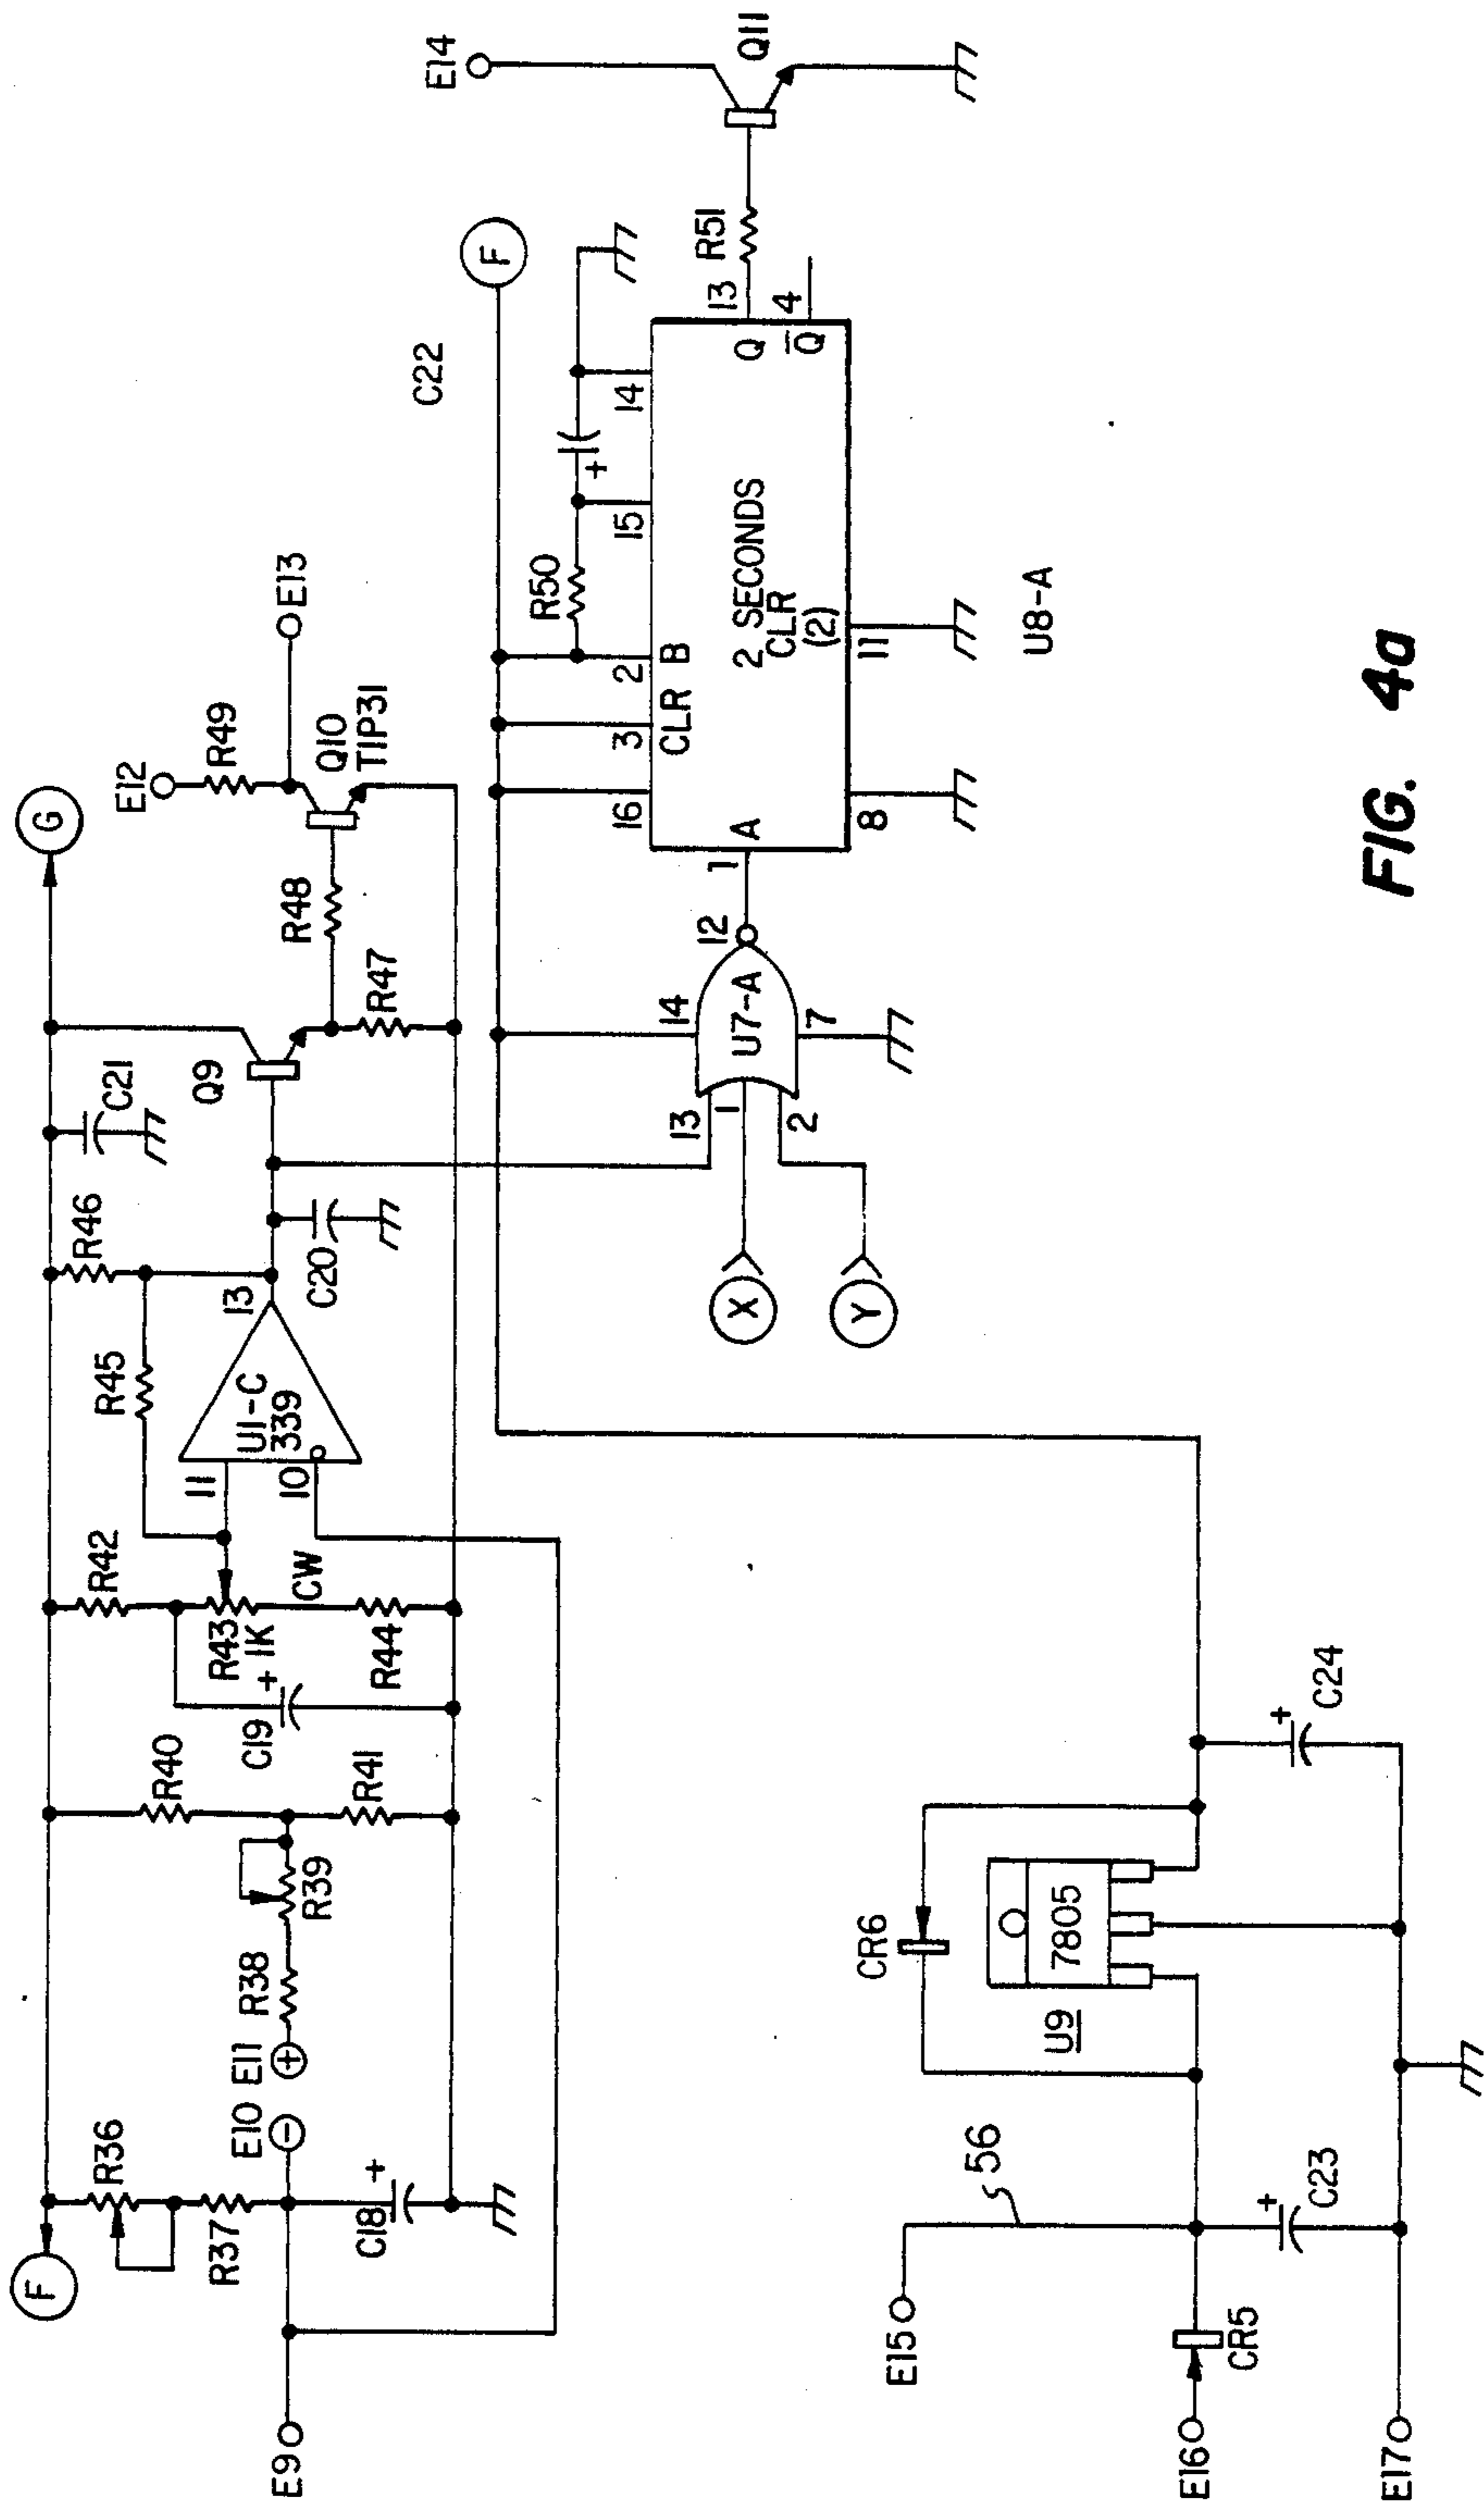 F
G
R36
R37
E10
E11
⊖
⊕
R38
R39
R40
R41
C18
+
E9
C19
+
R42
R43
1K
CW
R44
R45
R46
11
10
U1-C
339
13
C20
C21
Q9
R47
R48
E12
R49
Q10
TIP31
E13
X
Y
13
1
2
14
7
U7-A
12
1
A
16
3
CLR
2
B
R50
15
+
14
C22
F
2 SECONDS
CLR
(2)
8
11
U8-A
Q
Q̅
13
4
R51
E14
Q11
E15
56
E16
CR5
E17
+
C23
U9
7805
CR6
+
C24
FIG. 4a